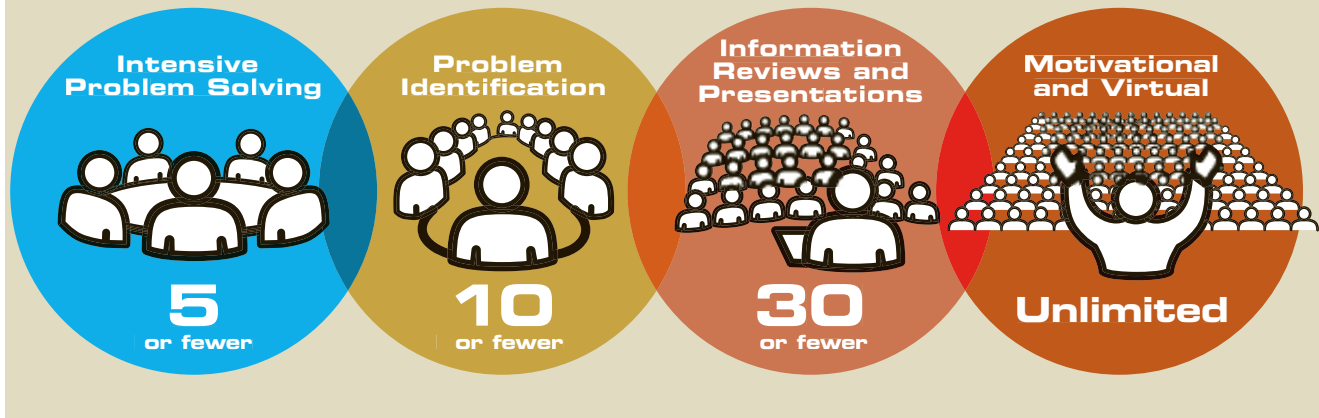 Intensive
Problem Solving
5
or fewer
Problem
Identification
10
or fewer
Information
Reviews and
Presentations
30
or fewer
Motivational
and Virtual
Unlimited